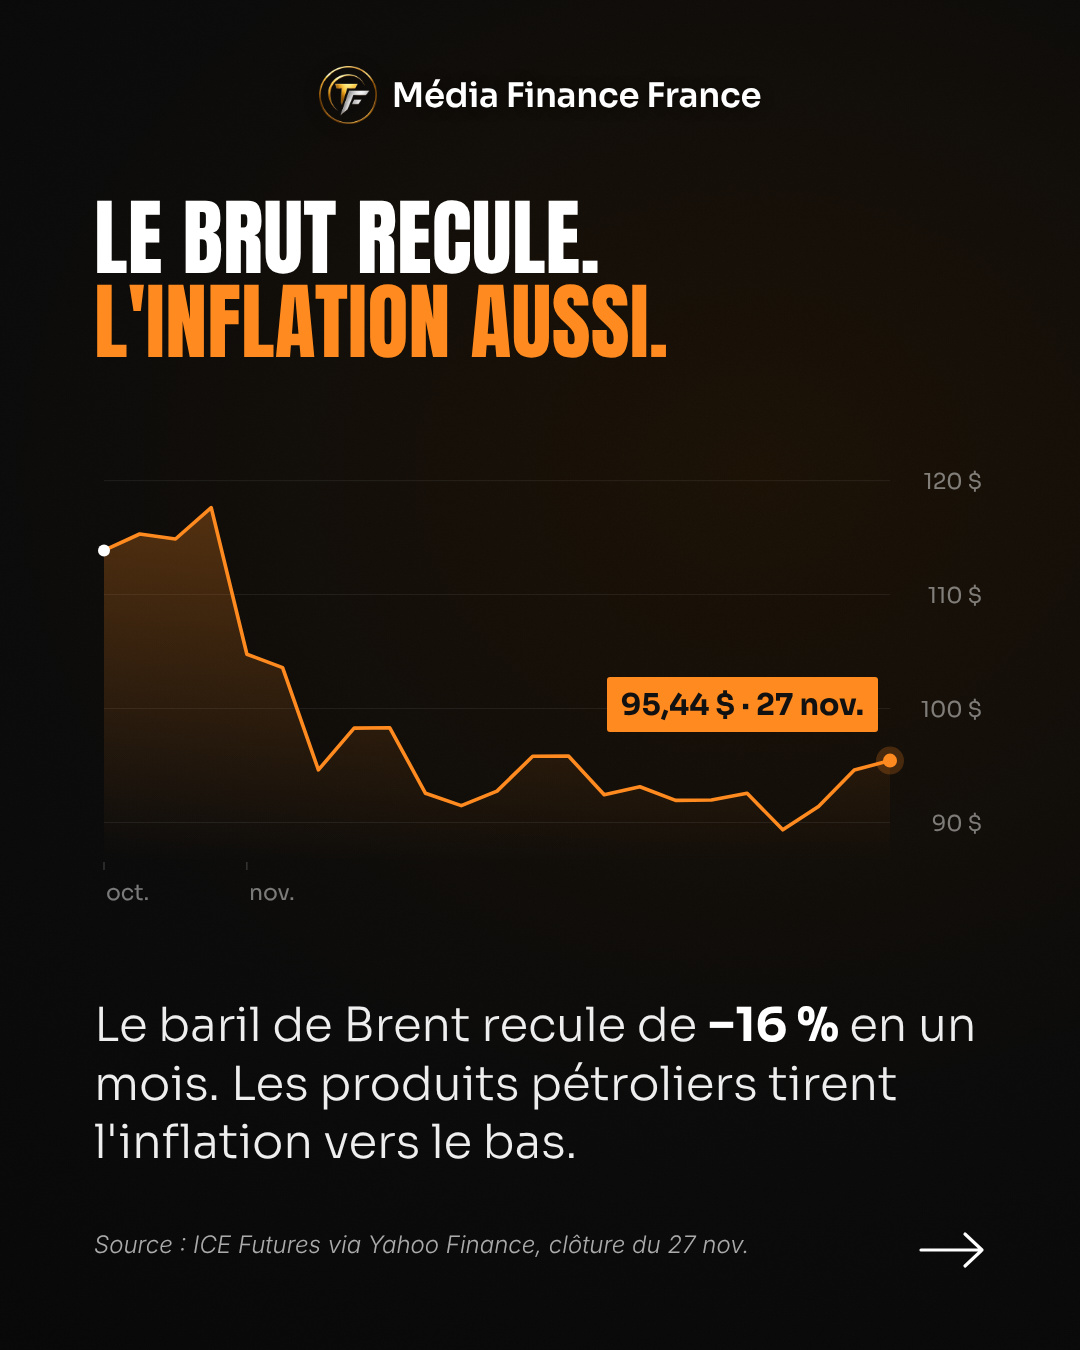 TF
Média Finance France
LE BRUT RECULE.
L'INFLATION AUSSI.
120 $
110 $
95,44 $ · 27 nov.
100 $
90 $
oct.
nov.
Le baril de Brent recule de −16 % en un
mois. Les produits pétroliers tirent
l'inflation vers le bas.
Source : ICE Futures via Yahoo Finance, clôture du 27 nov.